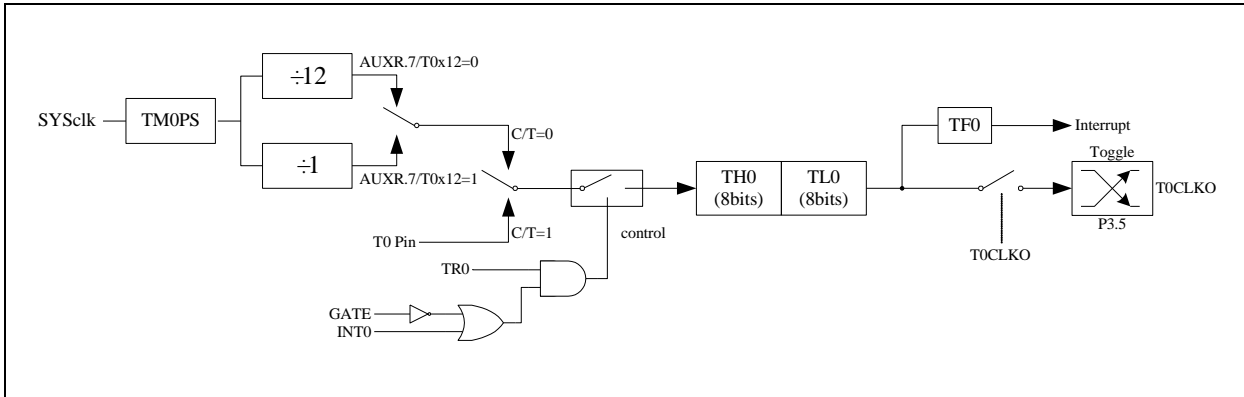 AUXR.7/T0x12=0
÷12
SYSclk
TM0PS
C/T=0
TF0
Interrupt
÷1
Toggle
AUXR.7/T0x12=1
TH0
(8bits)
TL0
(8bits)
T0CLKO
T0 Pin
C/T=1
control
P3.5
T0CLKO
TR0
GATE
INT0